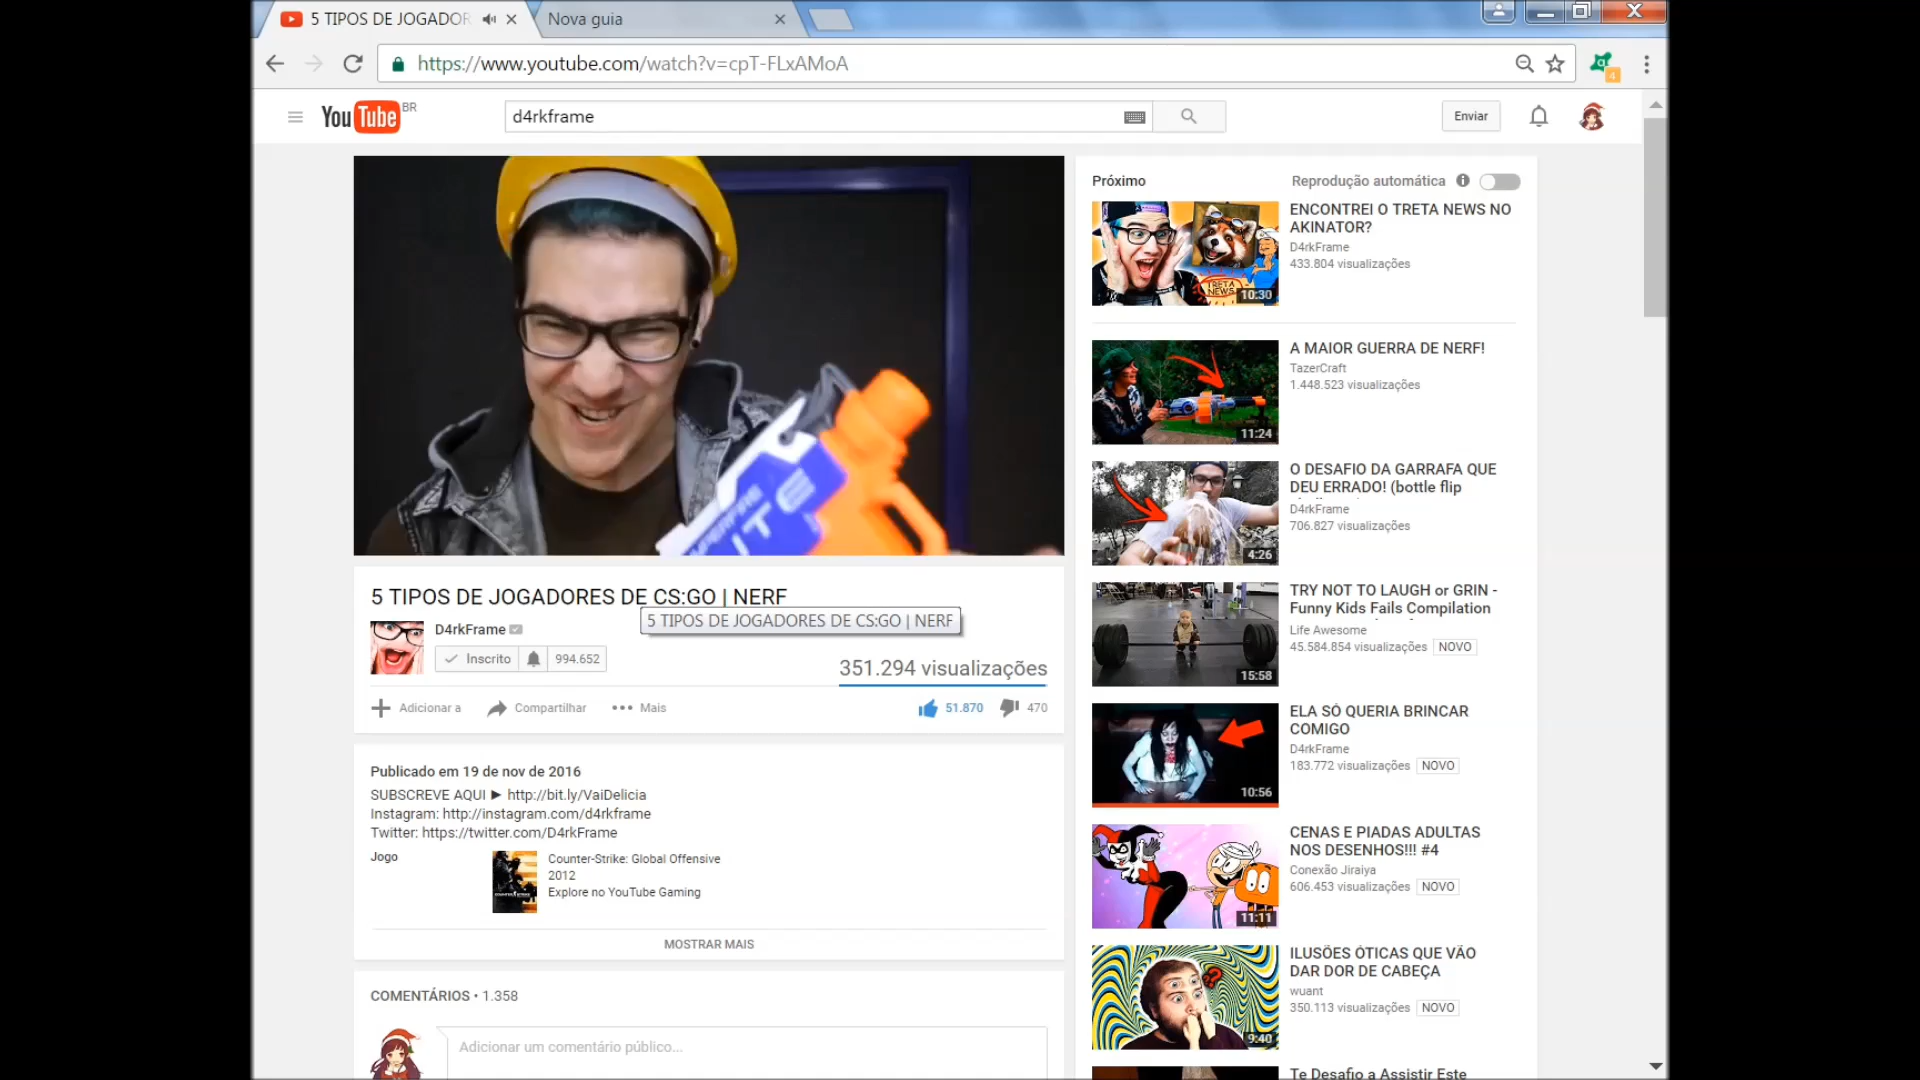 5 TIPOS DE JOGADOR
Nova guia
https://www.youtube.com/watch?v=cpT-FLxAMoA
4
YouTube BR
d4rkframe
Enviar
5 TIPOS DE JOGADORES DE CS:GO | NERF
5 TIPOS DE JOGADORES DE CS:GO | NERF
D4rkFrame
Inscrito
994.652
351.294 visualizações
Adicionar a
Compartilhar
Mais
51.870
470
Publicado em 19 de nov de 2016
SUBSCREVE AQUI ► http://bit.ly/VaiDelicia
Instagram: http://instagram.com/d4rkframe
Twitter: https://twitter.com/D4rkFrame
Jogo
Counter-Strike: Global Offensive
2012
Explore no YouTube Gaming
MOSTRAR MAIS
COMENTÁRIOS • 1.358
Adicionar um comentário público...
Próximo
Reprodução automática
ENCONTREI O TRETA NEWS NO
AKINATOR?
D4rkFrame
433.804 visualizações
TRETA
NEWS
10:30
A MAIOR GUERRA DE NERF!
TazerCraft
1.448.523 visualizações
11:24
O DESAFIO DA GARRAFA QUE
DEU ERRADO! (bottle flip
D4rkFrame
706.827 visualizações
4:26
TRY NOT TO LAUGH or GRIN -
Funny Kids Fails Compilation
Life Awesome
45.584.854 visualizações NOVO
15:58
ELA SÓ QUERIA BRINCAR
COMIGO
D4rkFrame
183.772 visualizações NOVO
10:56
CENAS E PIADAS ADULTAS
NOS DESENHOS!!! #4
Conexão Jiraiya
606.453 visualizações NOVO
11:11
ILUSÕES ÓTICAS QUE VÃO
DAR DOR DE CABEÇA
wuant
350.113 visualizações NOVO
9:40
Te Desafio a Assistir Este